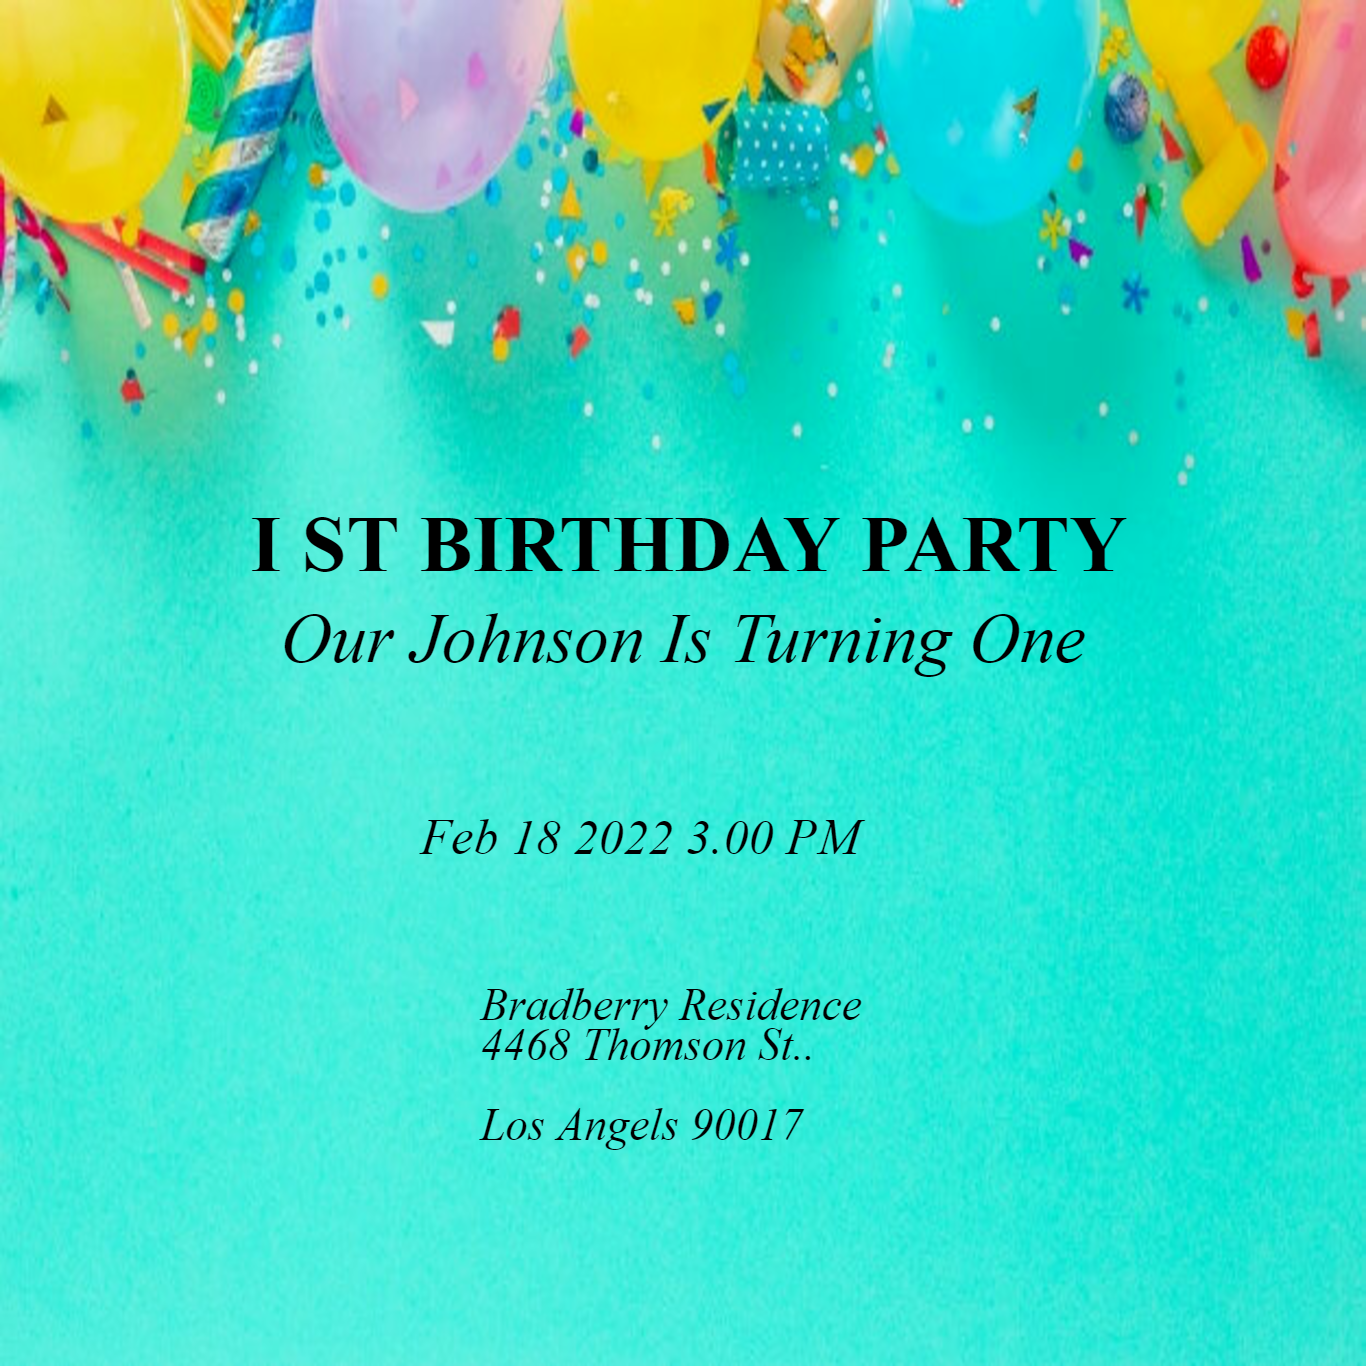 I ST BIRTHDAY PARTY
Our Johnson Is Turning One
Feb 18 2022 3.00 PM
Bradberry Residence
4468 Thomson St..
Los Angels 90017